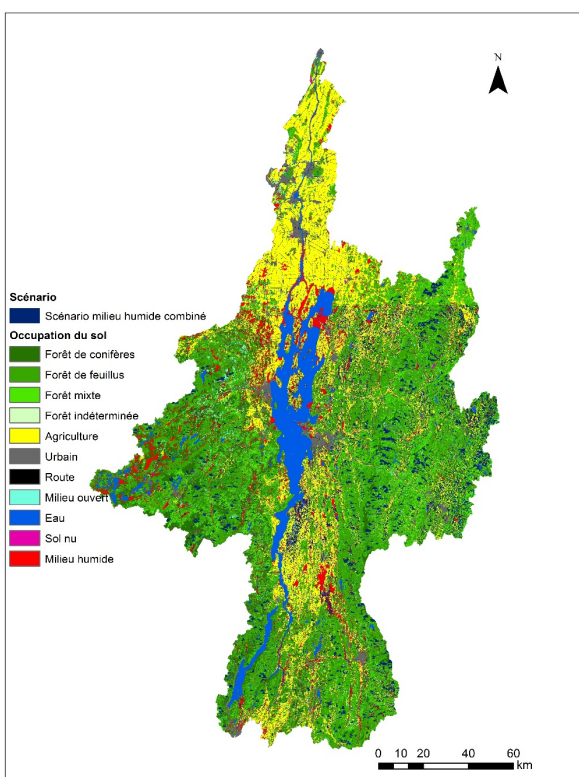 N
Scénario
Scénario milieu humide combiné
Occupation du sol
Forêt de conifères
Forêt de feuillus
Forêt mixte
Forêt indéterminée
Agriculture
Urbain
Route
Milieu ouvert
Eau
Sol nu
Milieu humide
0 10 20 40 60
km